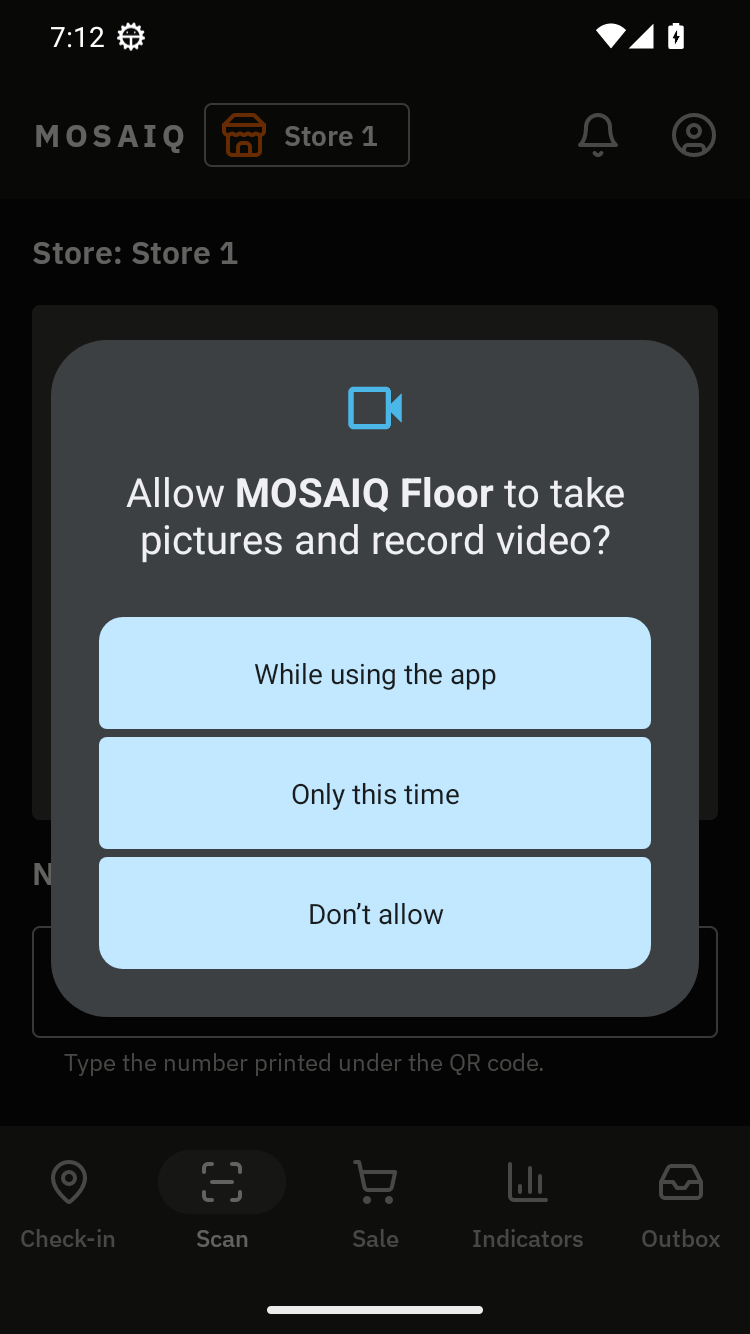 7:12
MOSAIQ
Store 1
Store: Store 1
Allow MOSAIQ Floor to take
pictures and record video?
While using the app
Only this time
Don’t allow
Type the number printed under the QR code.
Check-in
Scan
Sale
Indicators
Outbox